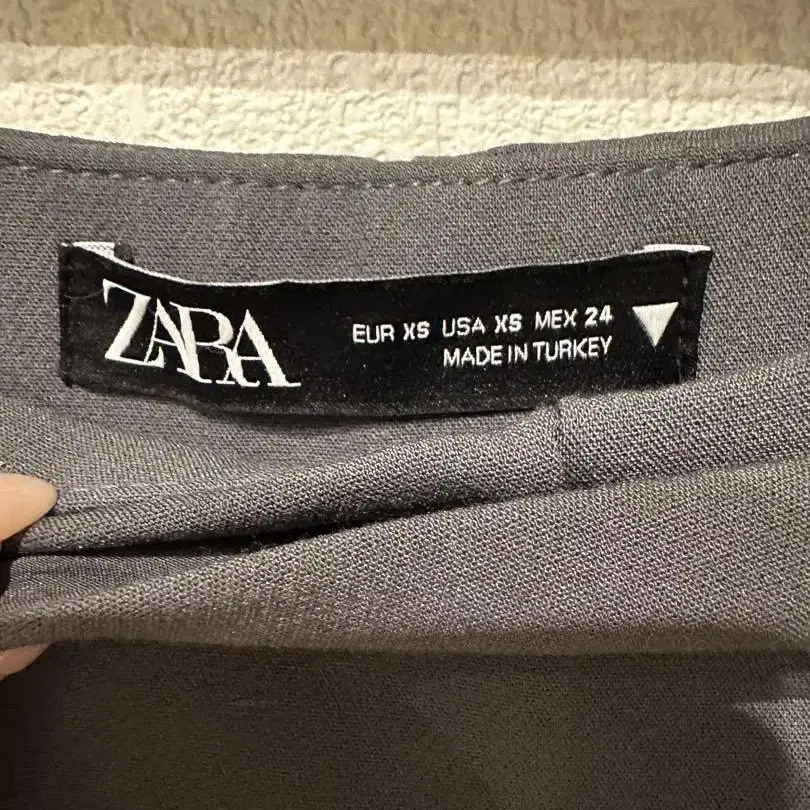 ZARA
EUR XS USA XS MEX 24
MADE IN TURKEY